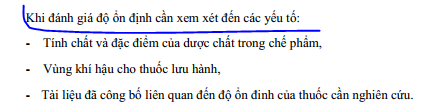 Khi đánh giá độ ổn định cần xem xét đến các yếu tố:
- Tính chất và đặc điểm của dược chất trong chế phẩm,
- Vùng khí hậu cho thuốc lưu hành,
- Tài liệu đã công bố liên quan đến độ ổn đinh của thuốc cần nghiên cứu.